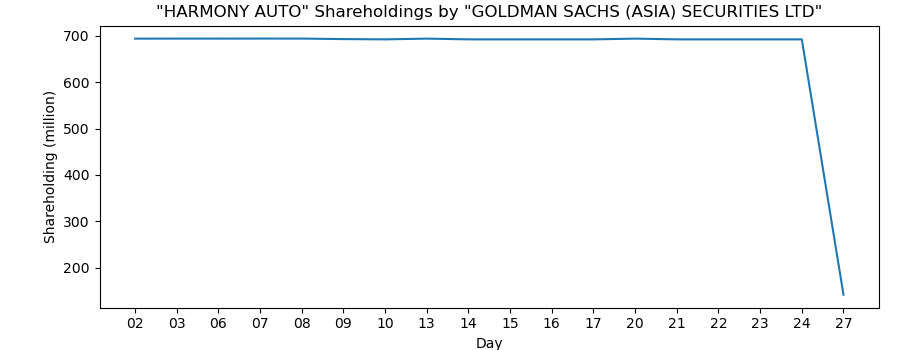 "HARMONY AUTO" Shareholdings by "GOLDMAN SACHS (ASIA) SECURITIES LTD"
Shareholding (million)
700
600
500
400
300
200
02 03 06 07 08 09 10 13 14 15 16 17 20 21 22 23 24 27
Day